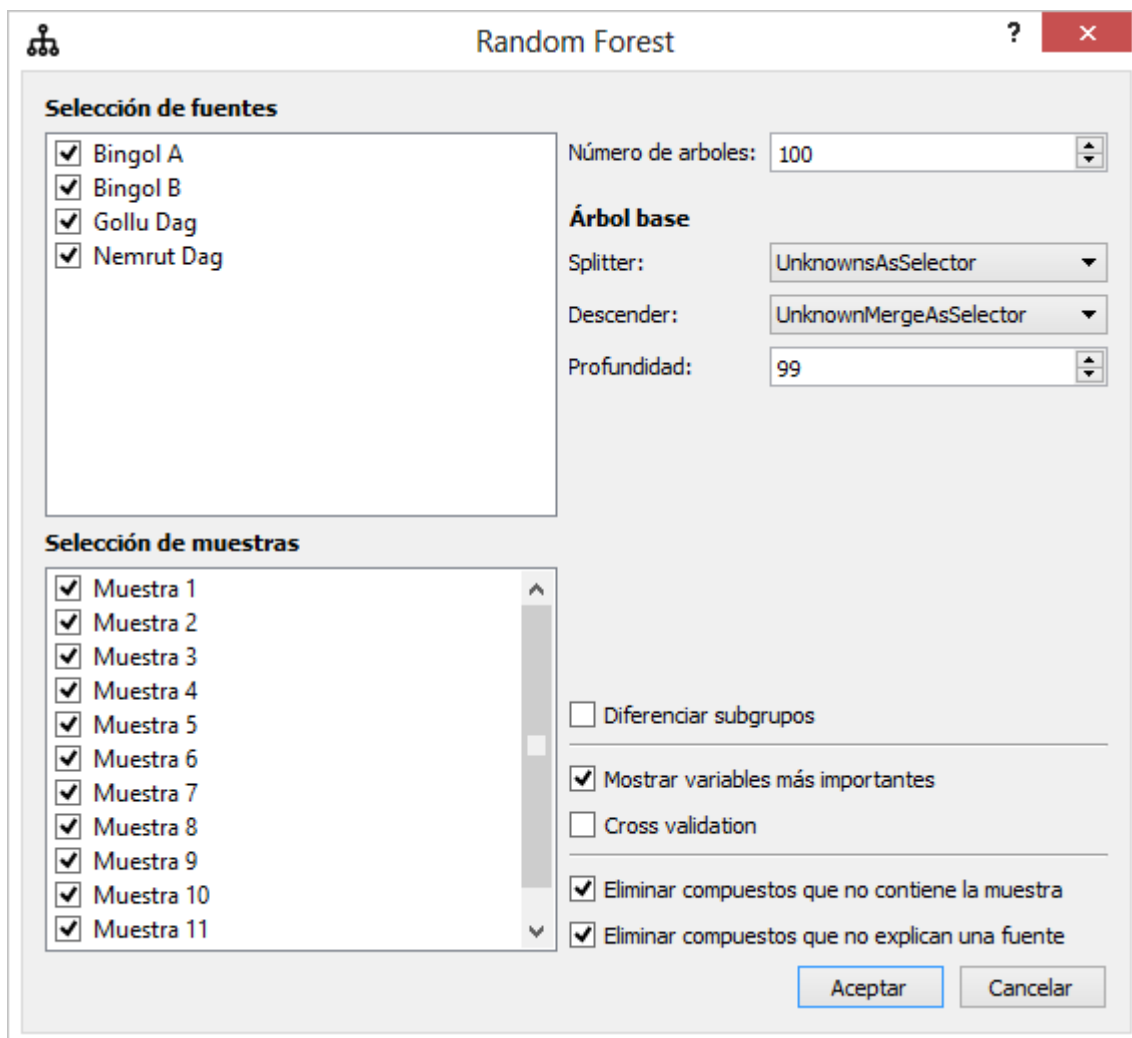 Random Forest
?
Selección de fuentes
Bingol A
Bingol B
Gollu Dag
Nemrut Dag
Número de arboles: 100
Árbol base
Splitter: UnknownsAsSelector
Descender: UnknownMergeAsSelector
Profundidad: 99
Selección de muestras
Muestra 1
Muestra 2
Muestra 3
Muestra 4
Muestra 5
Muestra 6
Muestra 7
Muestra 8
Muestra 9
Muestra 10
Muestra 11
Diferenciar subgrupos
Mostrar variables más importantes
Cross validation
Eliminar compuestos que no contiene la muestra
Eliminar compuestos que no explican una fuente
Aceptar Cancelar